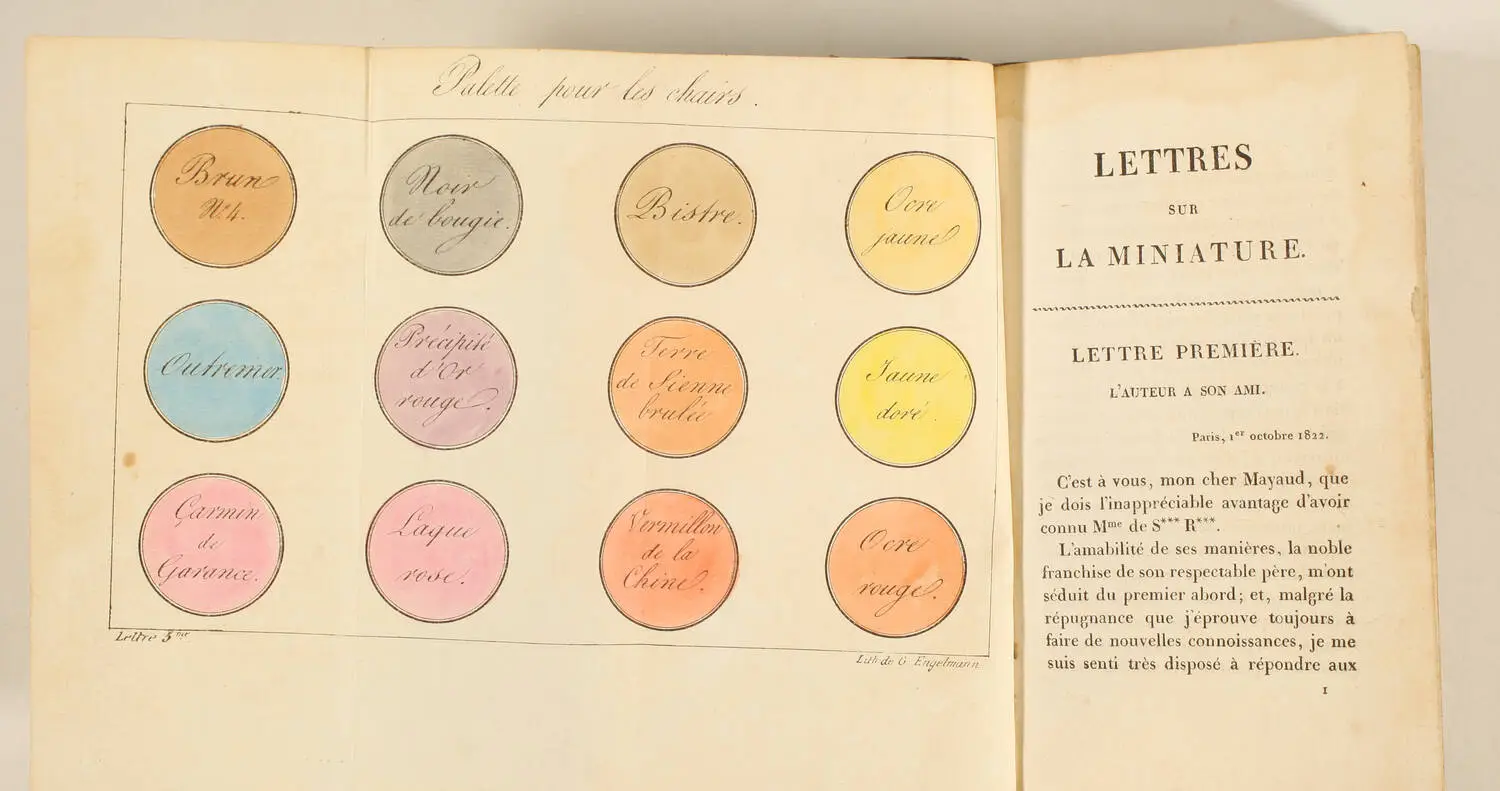 Palette pour les chairs.
Brun
No 4.
Noir
de bougie.
Bistre.
Ocre
jaune
Outremer.
Précipité
d'Or
rouge.
Terre
de Sienne
brulée
Jaune
doré.
Carmin
de
Garance.
Laque
rose.
Vermillon
de la
Chine.
Ocre
rouge.
Lettre 5me
Lith de G Engelmann
LETTRES
SUR
LA MINIATURE.
LETTRE PREMIÈRE.
L'AUTEUR A SON AMI.
Paris, 1er octobre 1822.
C'est à vous, mon cher Mayaud, que
je dois l'inappréciable avantage d'avoir
connu Mme de S*** R***.
L'amabilité de ses manières, la noble
franchise de son respectable père, m'ont
séduit du premier abord; et, malgré la
répugnance que j'éprouve toujours à
faire de nouvelles connoissances, je me
suis senti très disposé à répondre aux
1